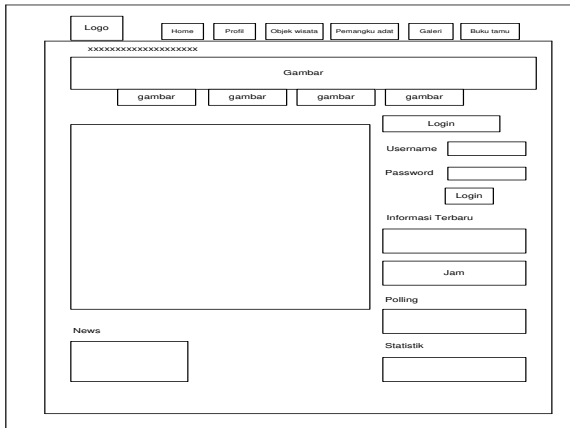 Logo
Home Profil Objek wisata Pemangku adat Galeri Buku tamu
xxxxxxxxxxxxxxxxxxxx
Gambar
gambar gambar gambar gambar
Login
Username
Password
Login
Informasi Terbaru
Jam
Polling
News
Statistik